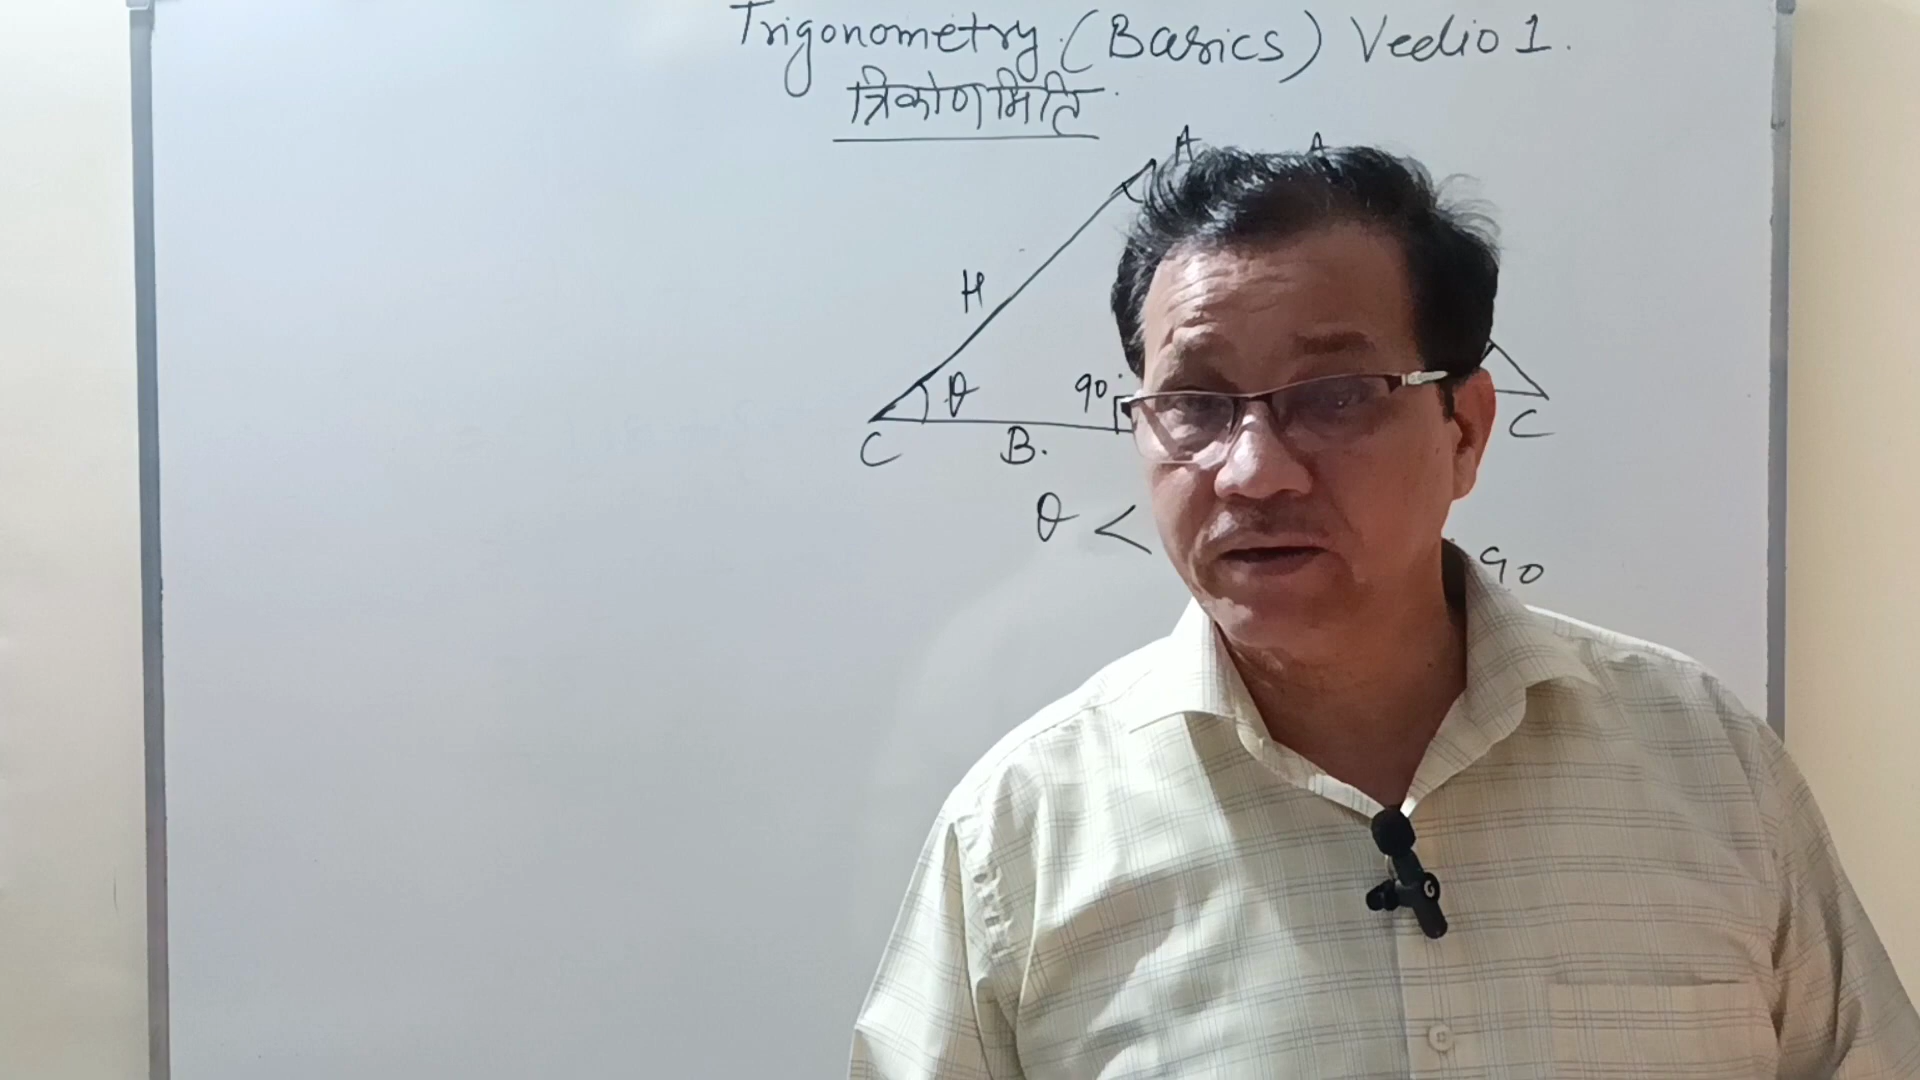 Trigonometry (Basics) Vedio 1.
त्रिकोणमिति
A A
H
90 θ
C B. C
θ <
90